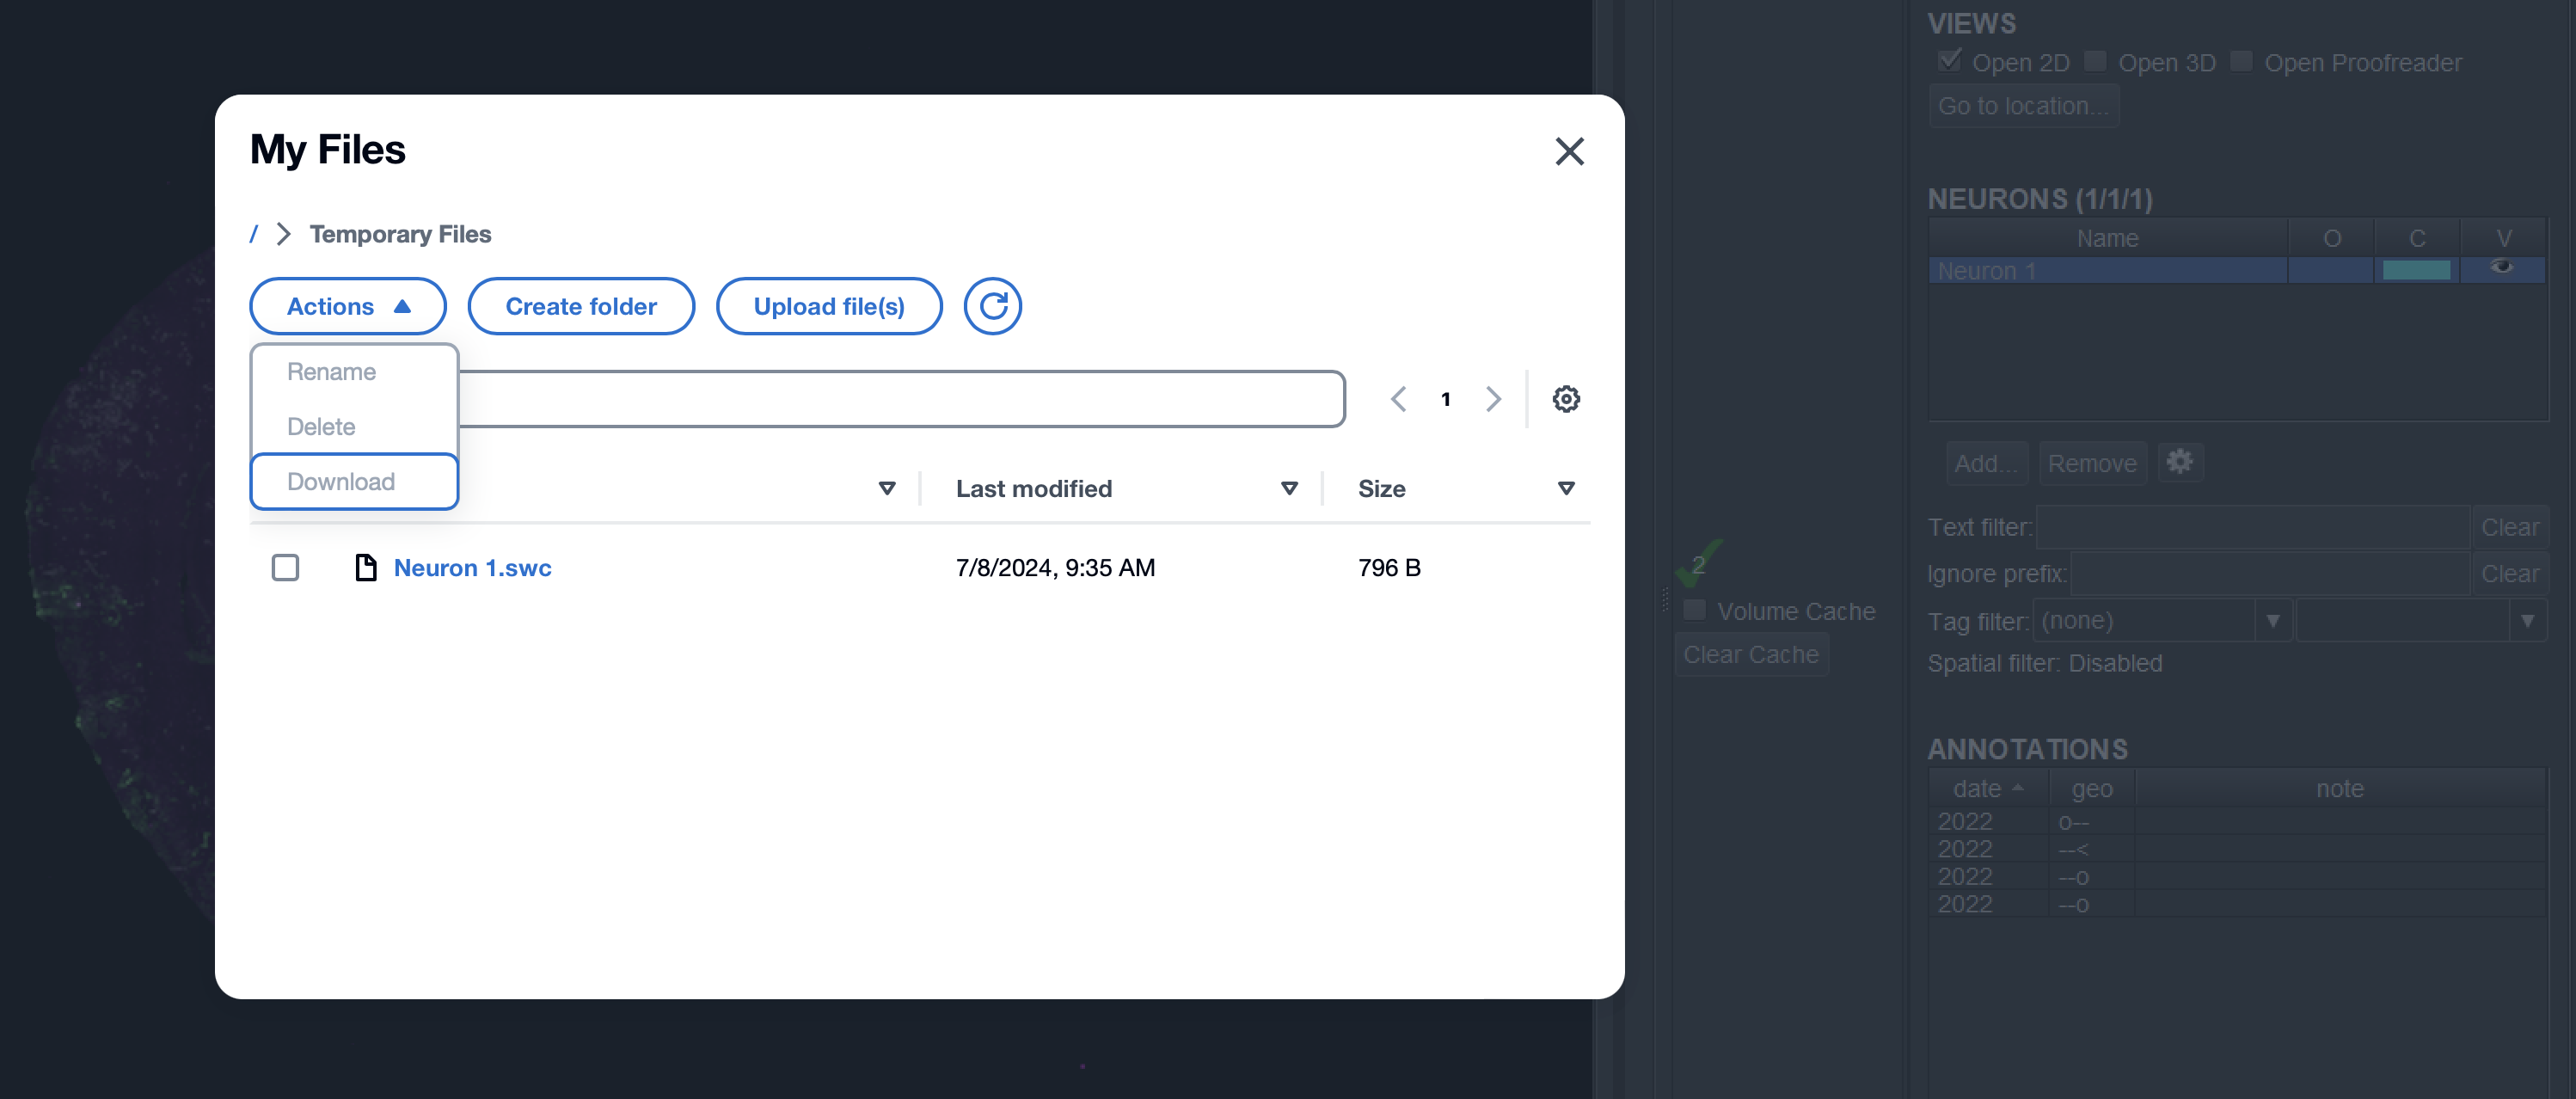 My Files
/ > Temporary Files
Actions
Create folder
Upload file(s)
Rename
Delete
Download
1
Last modified
Size
Neuron 1.swc
7/8/2024, 9:35 AM
796 B
2
Volume Cache
Clear Cache
VIEWS
Open 2D
Open 3D
Open Proofreader
Go to location...
NEURONS (1/1/1)
Name O C V
Neuron 1
Add...
Remove
Text filter: Clear
Ignore prefix: Clear
Tag filter: (none)
Spatial filter: Disabled
ANNOTATIONS
date geo note
2022 o--
2022 --<
2022 --o
2022 --o